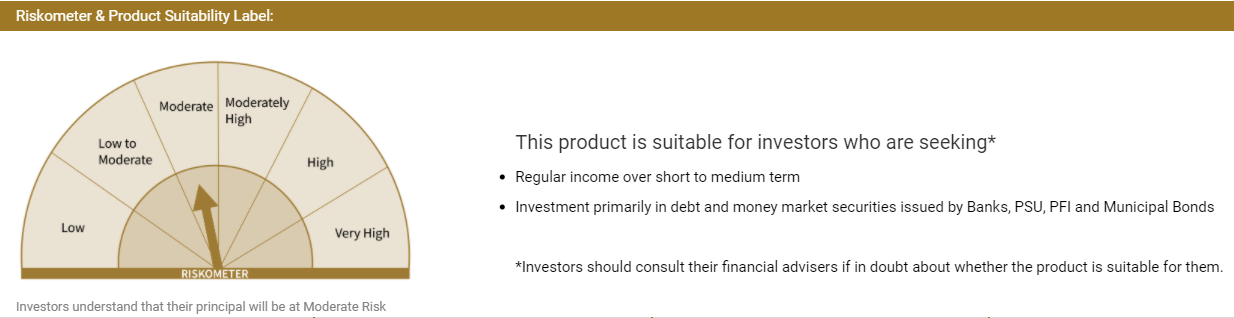 Riskometer & Product Suitability Label:
Moderate
Moderately
High
Low to
Moderate
High
Low
Very High
RISKOMETER
Investors understand that their principal will be at Moderate Risk
This product is suitable for investors who are seeking*
• Regular income over short to medium term
• Investment primarily in debt and money market securities issued by Banks, PSU, PFI and Municipal Bonds
*Investors should consult their financial advisers if in doubt about whether the product is suitable for them.